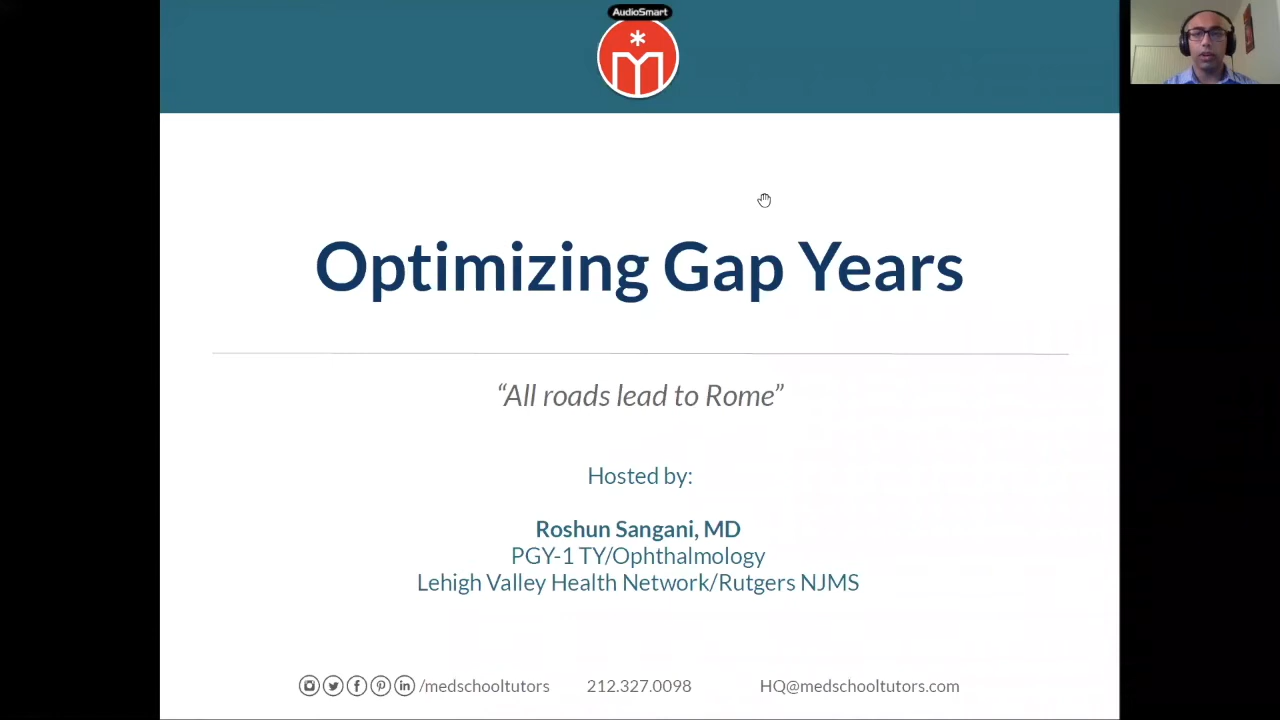 AudioSmart
Optimizing Gap Years
“All roads lead to Rome”
Hosted by:
Roshun Sangani, MD
PGY-1 TY/Ophthalmology
Lehigh Valley Health Network/Rutgers NJMS
/medschooltutors 212.327.0098 HQ@medschooltutors.com